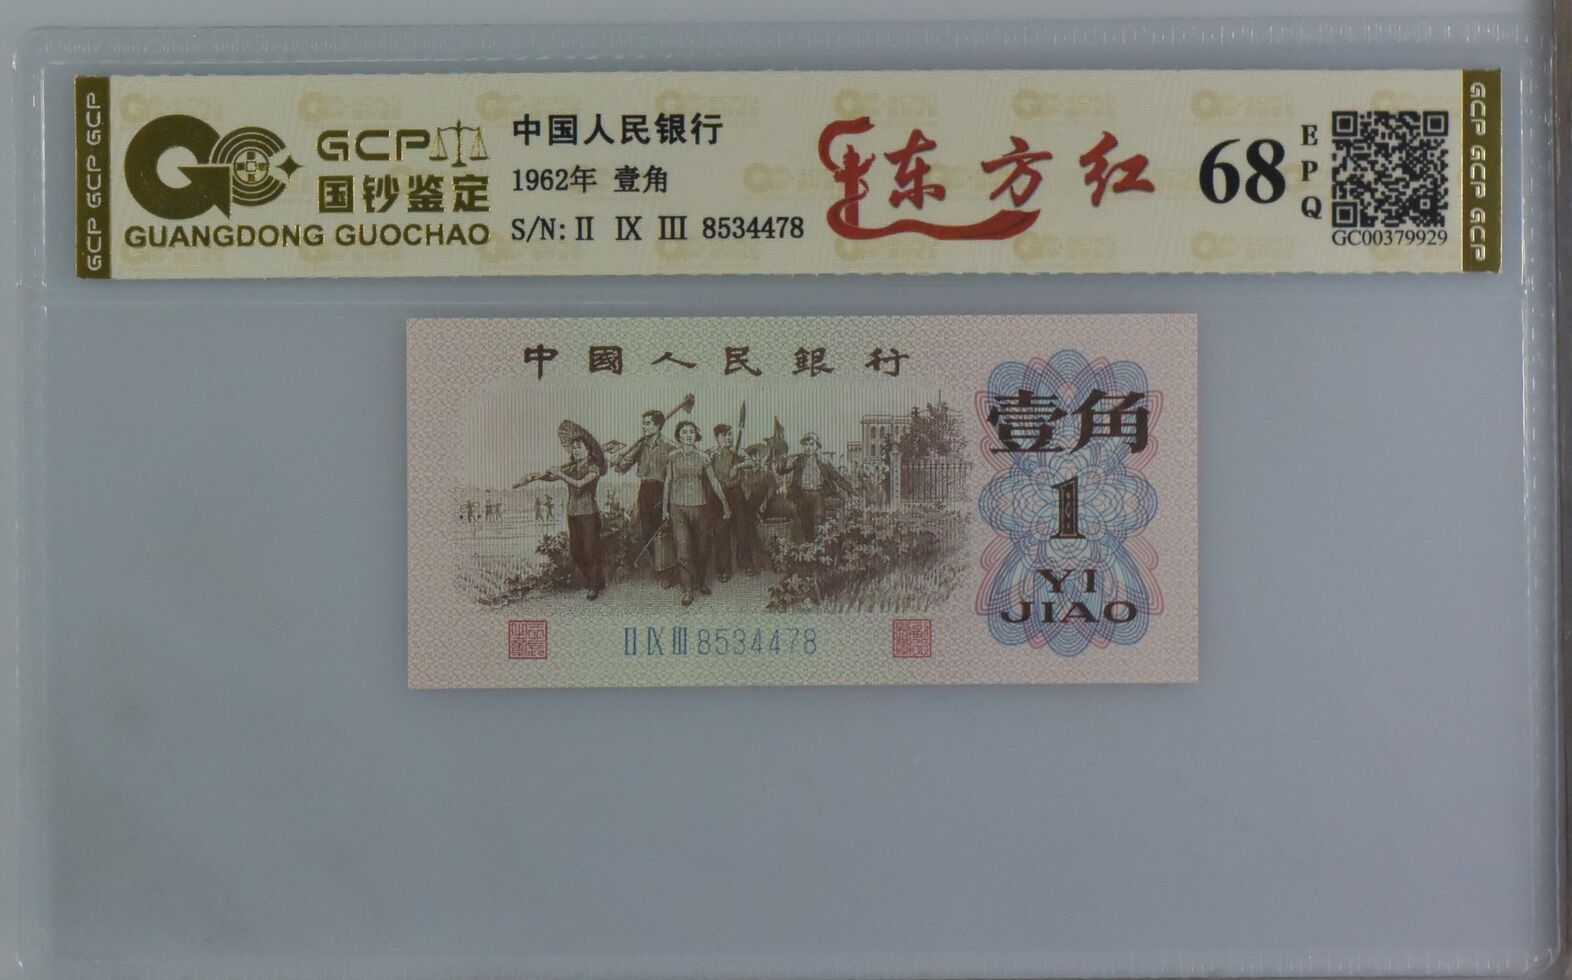 GCP GCP GCP
GCP
国钞鉴定
GUANGDONG GUOCHAO
中国人民银行
1962年 壹角
S/N: II IX III 8534478
东方红
68
EPQ
GC00379929
GCP GCP GCP
中國人民銀行
壹角
1
YI
JIAO
II IX III 8534478